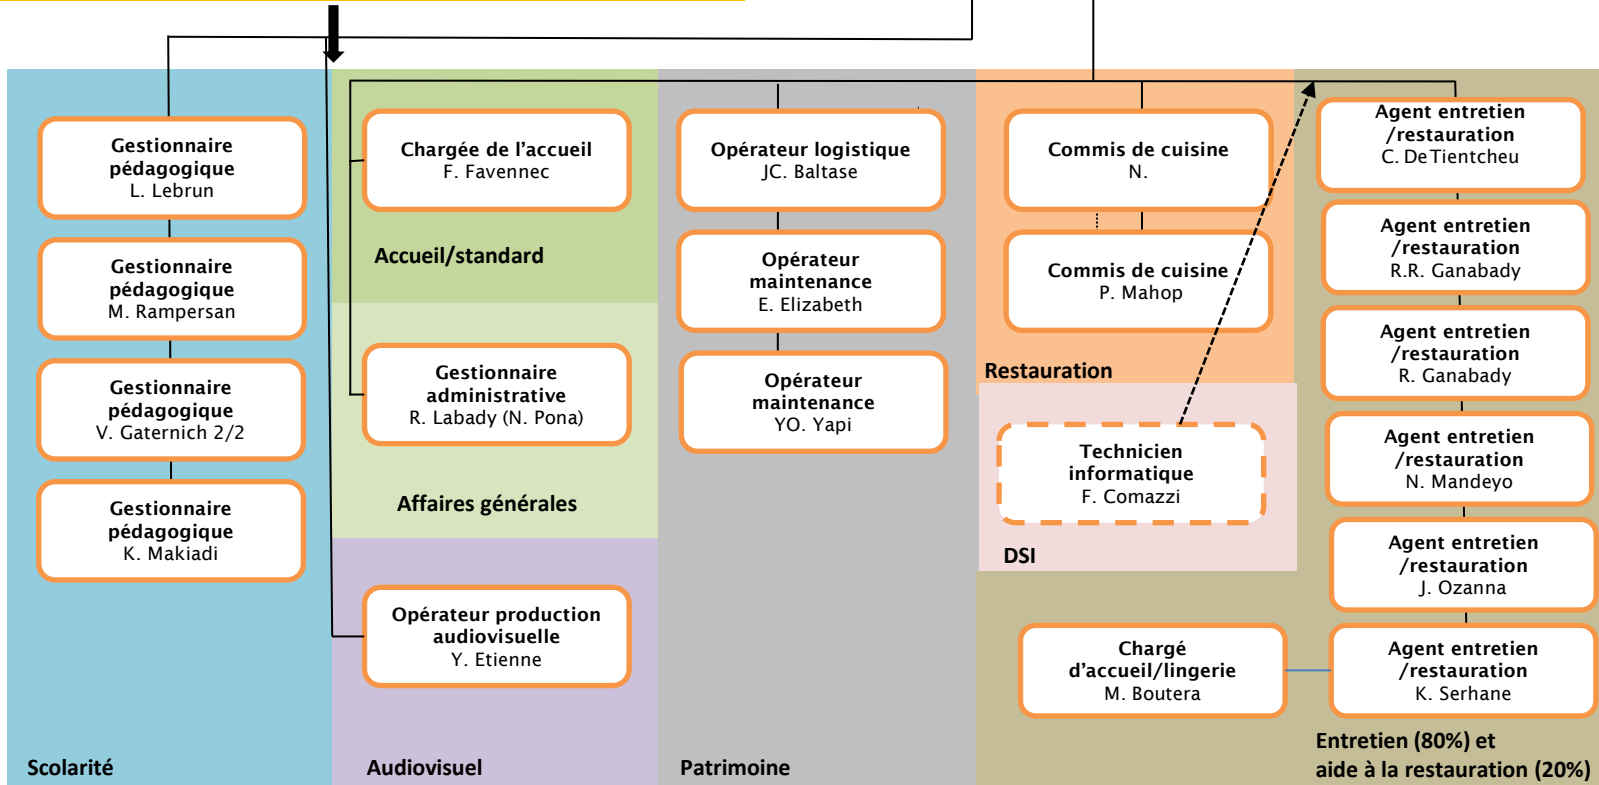 Gestionnaire
pédagogique
L. Lebrun
Gestionnaire
pédagogique
M. Rampersan
Gestionnaire
pédagogique
V. Gaternich 2/2
Gestionnaire
pédagogique
K. Makiadi
Scolarité
Chargée de l’accueil
F. Favennec
Accueil/standard
Gestionnaire
administrative
R. Labady (N. Pona)
Affaires générales
Opérateur production
audiovisuelle
Y. Etienne
Audiovisuel
Opérateur logistique
JC. Baltase
Opérateur
maintenance
E. Elizabeth
Opérateur
maintenance
YO. Yapi
Patrimoine
Commis de cuisine
N.
Commis de cuisine
P. Mahop
Restauration
Technicien
informatique
F. Comazzi
DSI
Chargé
d’accueil/lingerie
M. Boutera
Agent entretien
/restauration
C. De Tientcheu
Agent entretien
/restauration
R.R. Ganabady
Agent entretien
/restauration
R. Ganabady
Agent entretien
/restauration
N. Mandeyo
Agent entretien
/restauration
J. Ozanna
Agent entretien
/restauration
K. Serhane
Entretien (80%) et
aide à la restauration (20%)